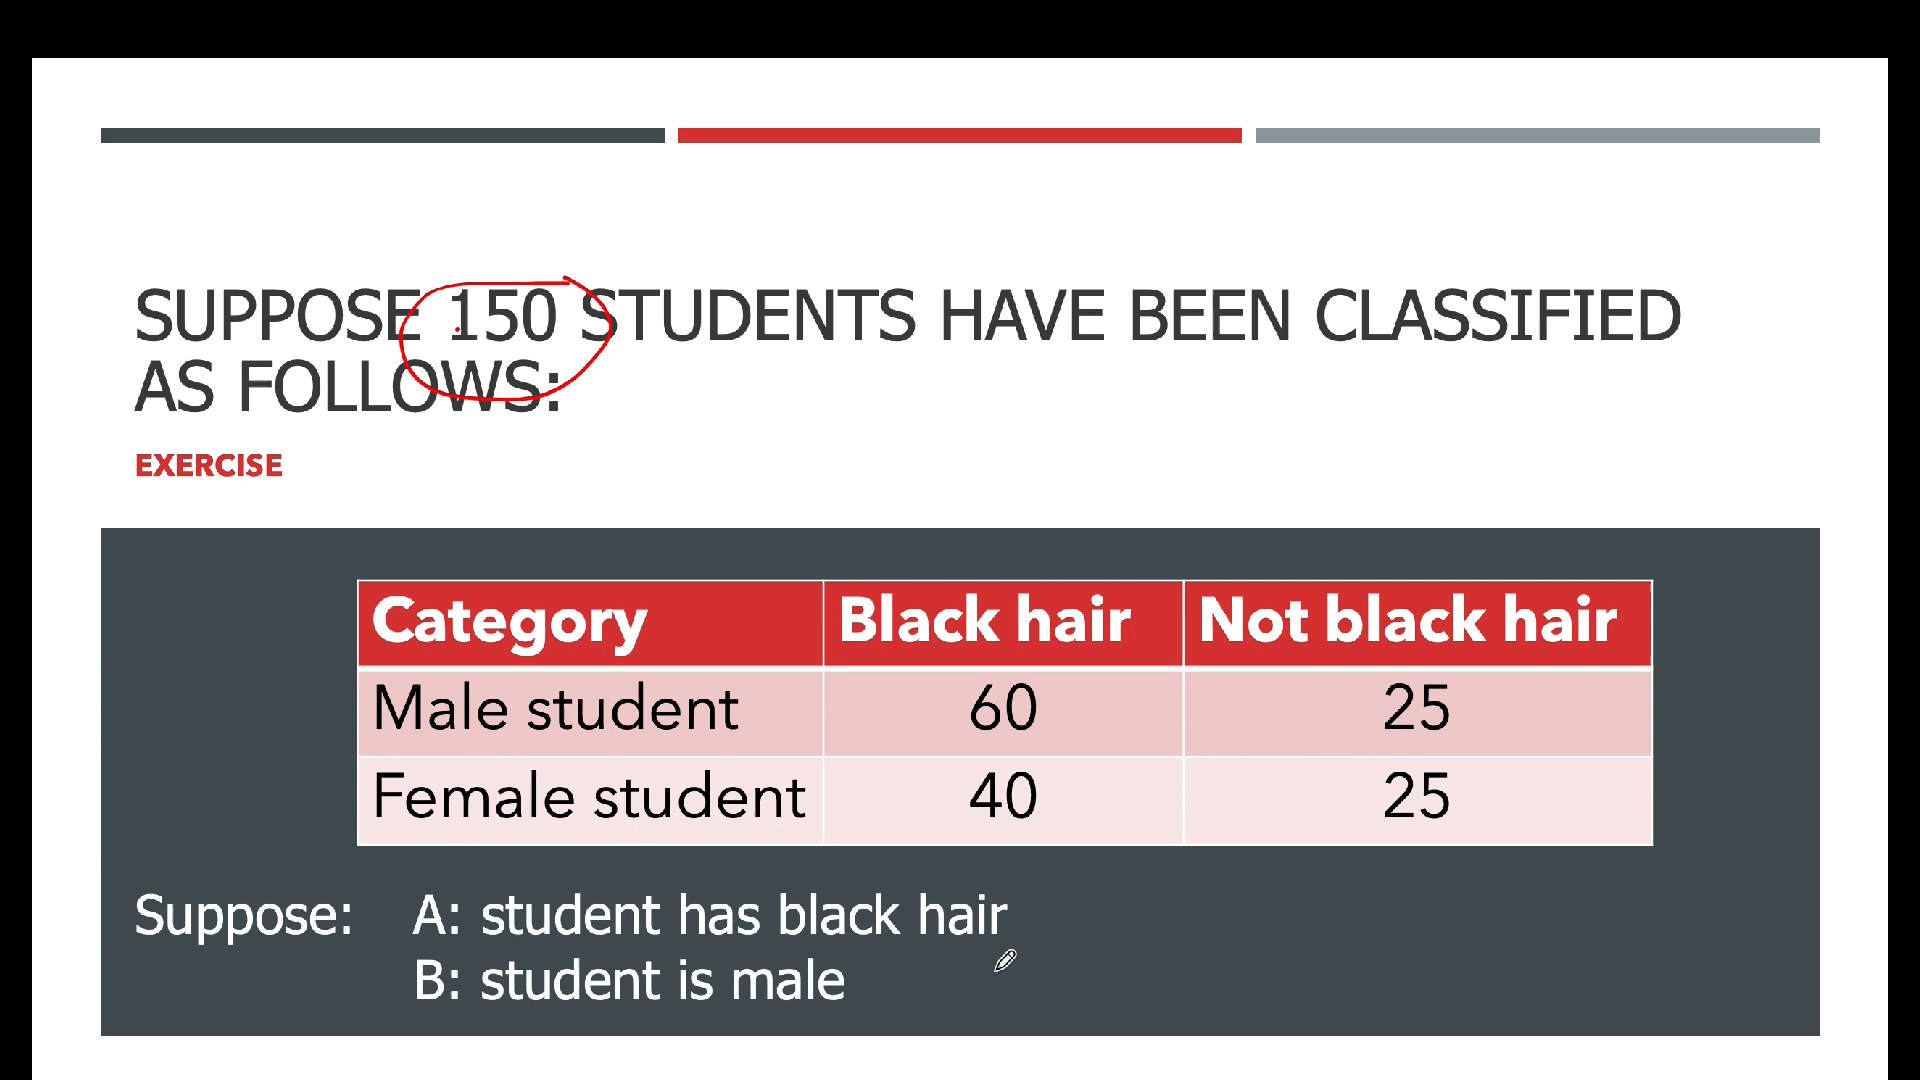 SUPPOSE 150 STUDENTS HAVE BEEN CLASSIFIED
AS FOLLOWS:
EXERCISE
Category Black hair Not black hair
Male student 60 25
Female student 40 25
Suppose: A: student has black hair
B: student is male